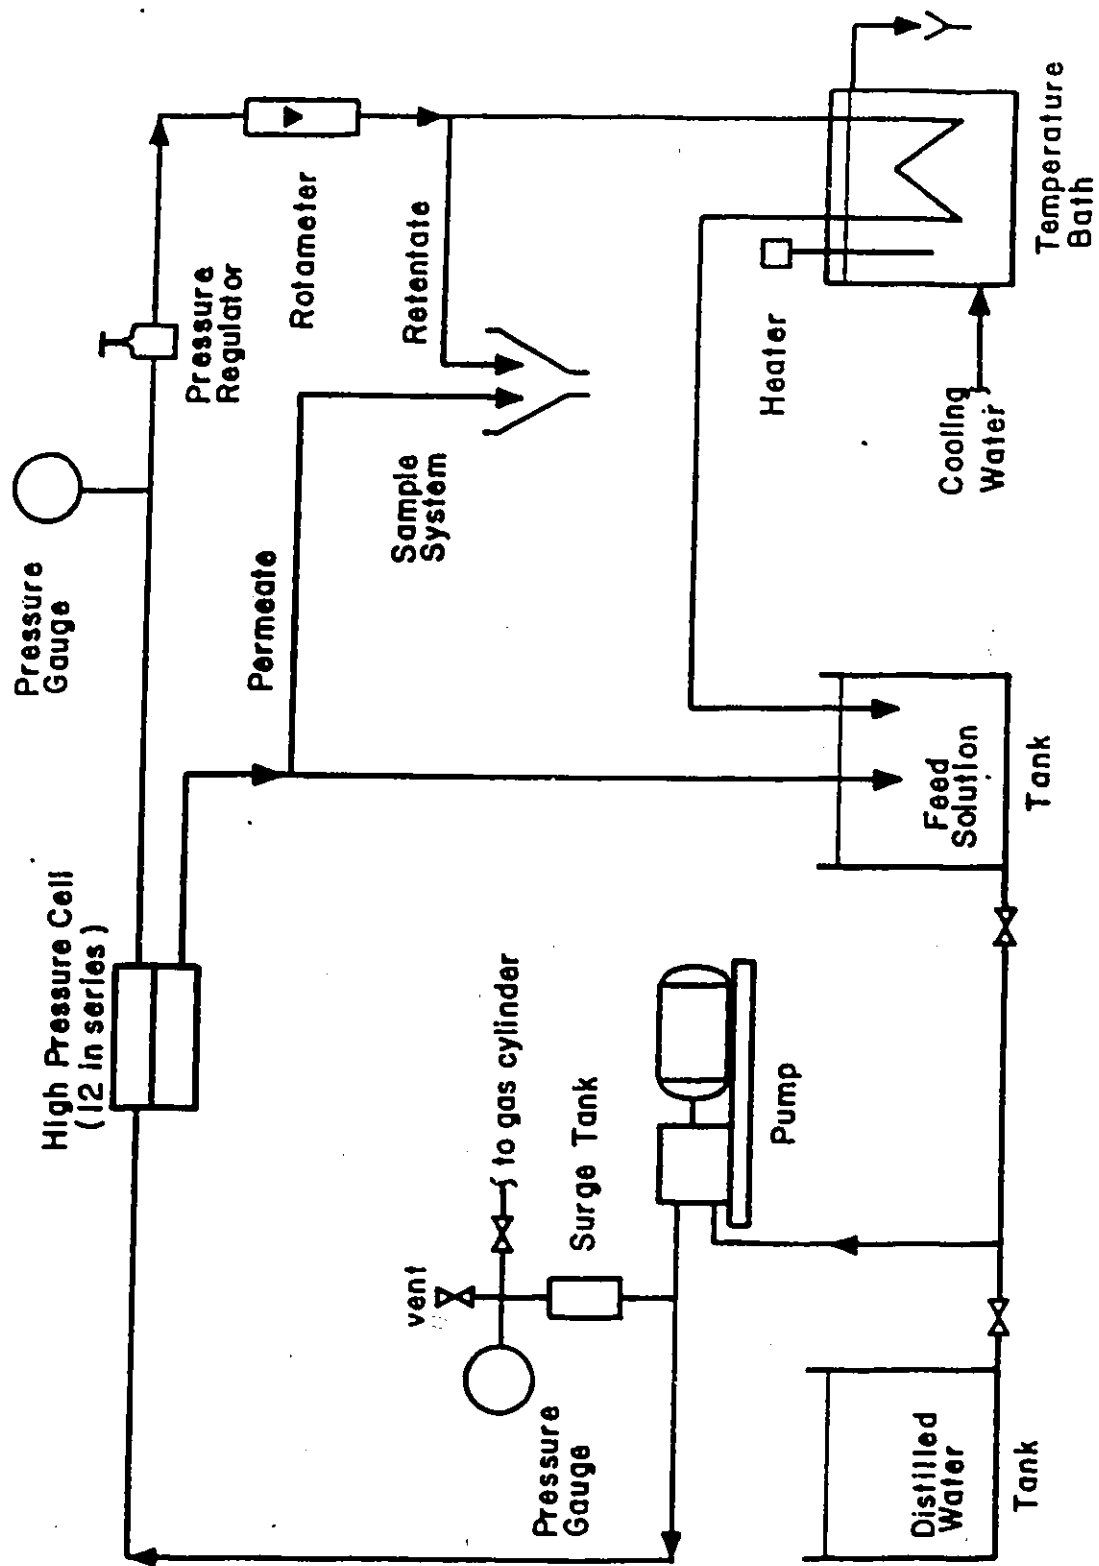 Pressure
Gauge
High Pressure Cell
(12 in series)
Pressure
Regulator
Rotameter
Permeate
Retentate
Sample
System
vent
to gas cylinder
Surge Tank
Pressure
Gauge
Pump
Heater
Feed
Solution
Tank
Distilled
Water
Tank
Cooling
Water
Temperature
Bath